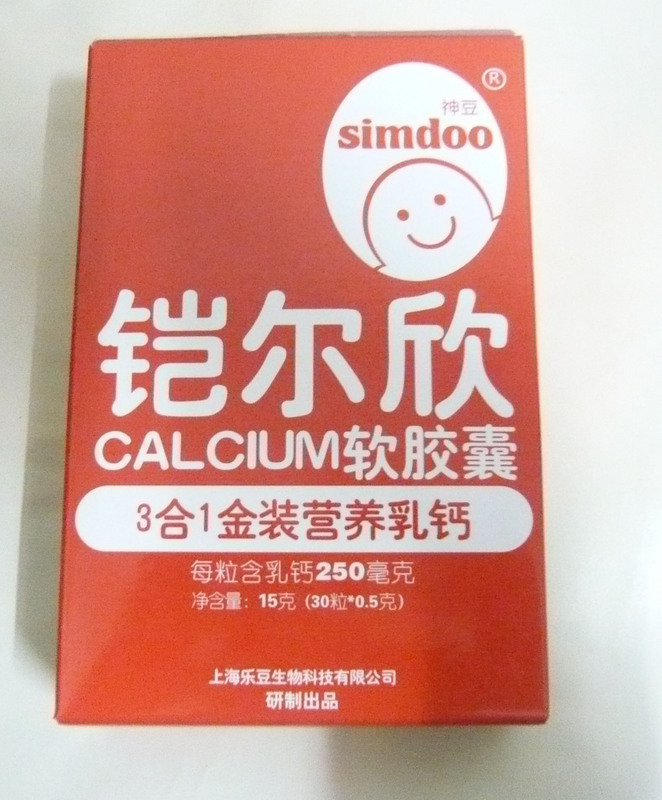 ®
神豆
simdoo
铠尔欣
CALCIUM软胶囊
3合1金装营养乳钙
每粒含乳钙250毫克
净含量：15克（30粒*0.5克）
上海乐豆生物科技有限公司
研制出品